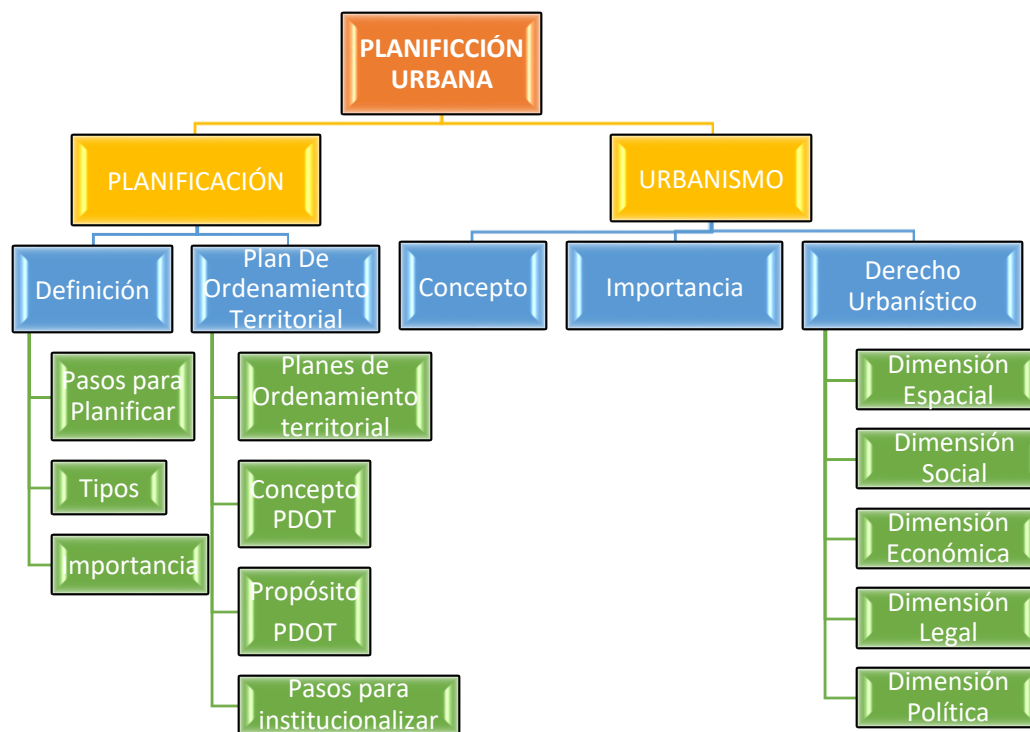 PLANIFICCIÓN
URBANA
PLANIFICACIÓN
URBANISMO
Definición
Plan De
Ordenamiento
Territorial
Concepto
Importancia
Derecho
Urbanístico
Pasos para
Planificar
Tipos
Importancia
Planes de
Ordenamiento
territorial
Concepto
PDOT
Propósito
PDOT
Pasos para
institucionalizar
Dimensión
Espacial
Dimensión
Social
Dimensión
Económica
Dimensión
Legal
Dimensión
Política